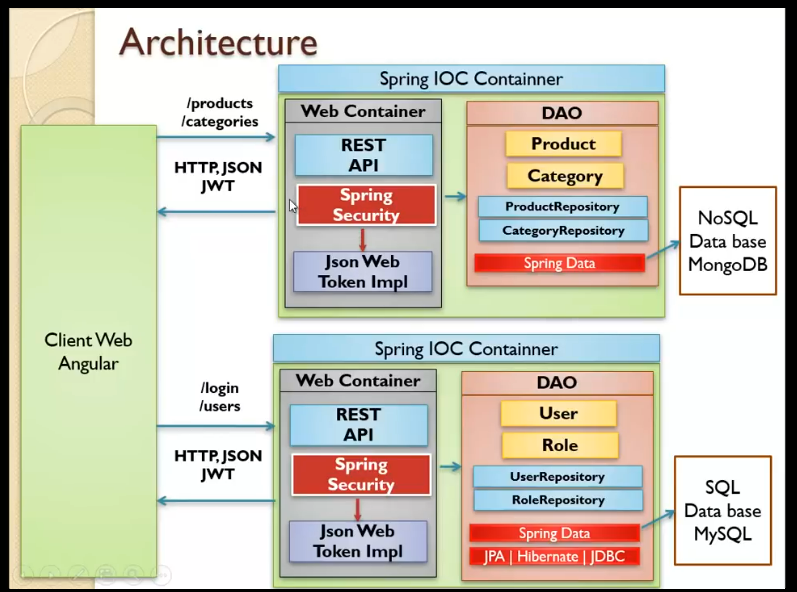 Architecture
Spring IOC Containner
/products
/categories
HTTP, JSON
JWT
Web Container
REST
API
Spring
Security
Json Web
Token Impl
DAO
Product
Category
ProductRepository
CategoryRepository
Spring Data
NoSQL
Data base
MongoDB
Client Web
Angular
Spring IOC Containner
/login
/users
HTTP, JSON
JWT
Web Container
REST
API
Spring
Security
Json Web
Token Impl
DAO
User
Role
UserRepository
RoleRepository
Spring Data
JPA | Hibernate | JDBC
SQL
Data base
MySQL